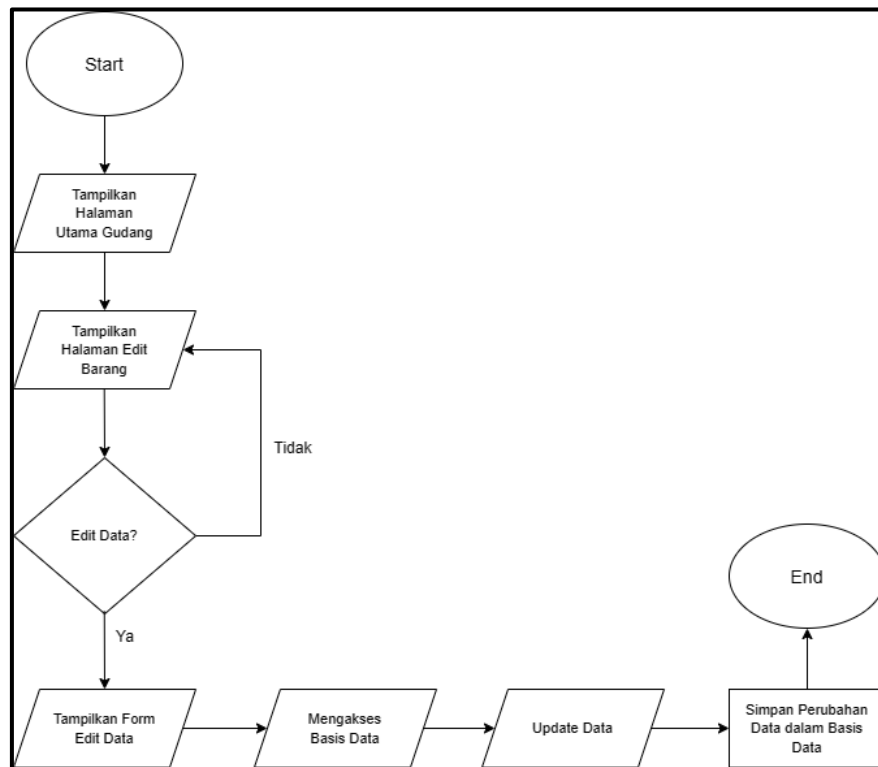 Start
Tampilkan
Halaman
Utama Gudang
Tampilkan
Halaman Edit
Barang
Tidak
Edit Data?
Ya
Tampilkan Form
Edit Data
Mengakses
Basis Data
Update Data
Simpan Perubahan
Data dalam Basis
Data
End